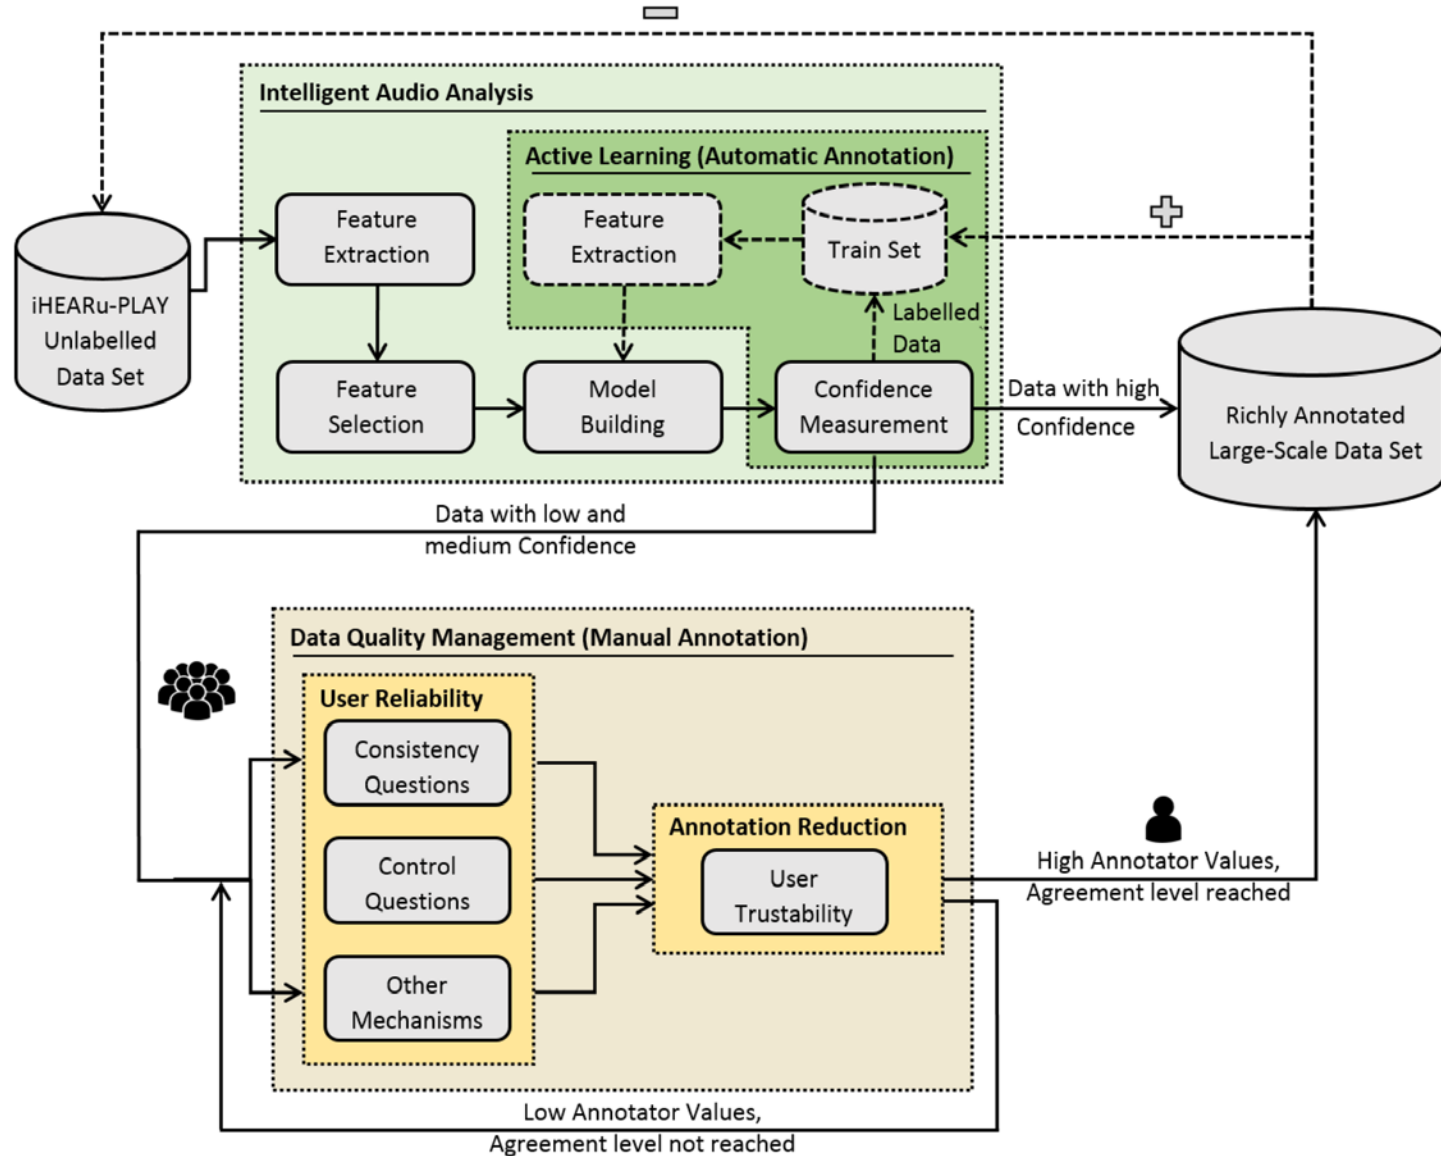 Intelligent Audio Analysis
Active Learning (Automatic Annotation)
Feature
Extraction
Feature
Extraction
Train Set
iHEARu-PLAY
Unlabelled
Data Set
Labelled
Data
Feature
Selection
Model
Building
Confidence
Measurement
Data with high
Confidence
Richly Annotated
Large-Scale Data Set
Data with low and
medium Confidence
Data Quality Management (Manual Annotation)
User Reliability
Consistency
Questions
Control
Questions
Other
Mechanisms
Annotation Reduction
User
Trustability
High Annotator Values,
Agreement level reached
Low Annotator Values,
Agreement level not reached